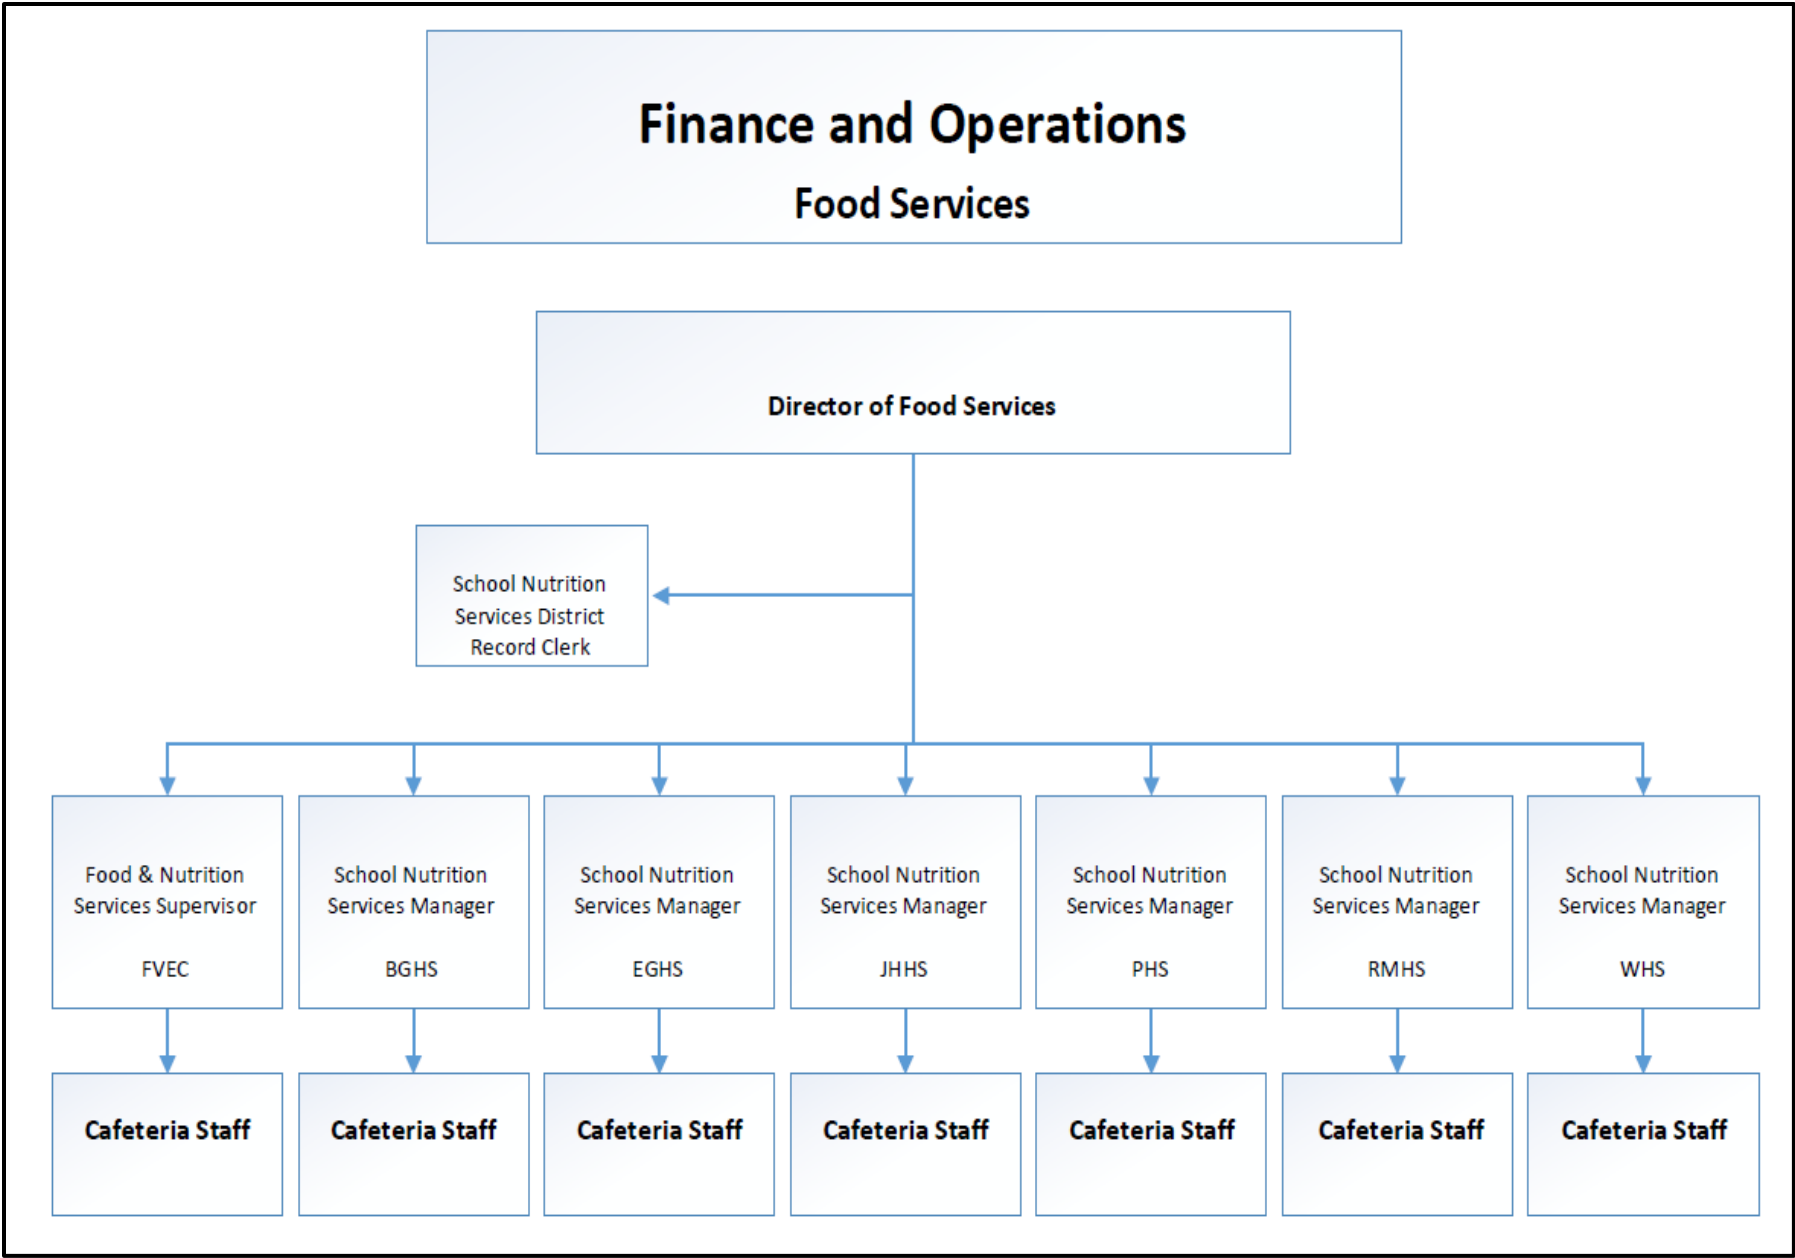 Finance and Operations
Food Services
Director of Food Services
School Nutrition
Services District
Record Clerk
Food & Nutrition
Services Supervisor
FVEC
School Nutrition
Services Manager
BGHS
School Nutrition
Services Manager
EGHS
School Nutrition
Services Manager
JHHS
School Nutrition
Services Manager
PHS
School Nutrition
Services Manager
RMHS
School Nutrition
Services Manager
WHS
Cafeteria Staff
Cafeteria Staff
Cafeteria Staff
Cafeteria Staff
Cafeteria Staff
Cafeteria Staff
Cafeteria Staff